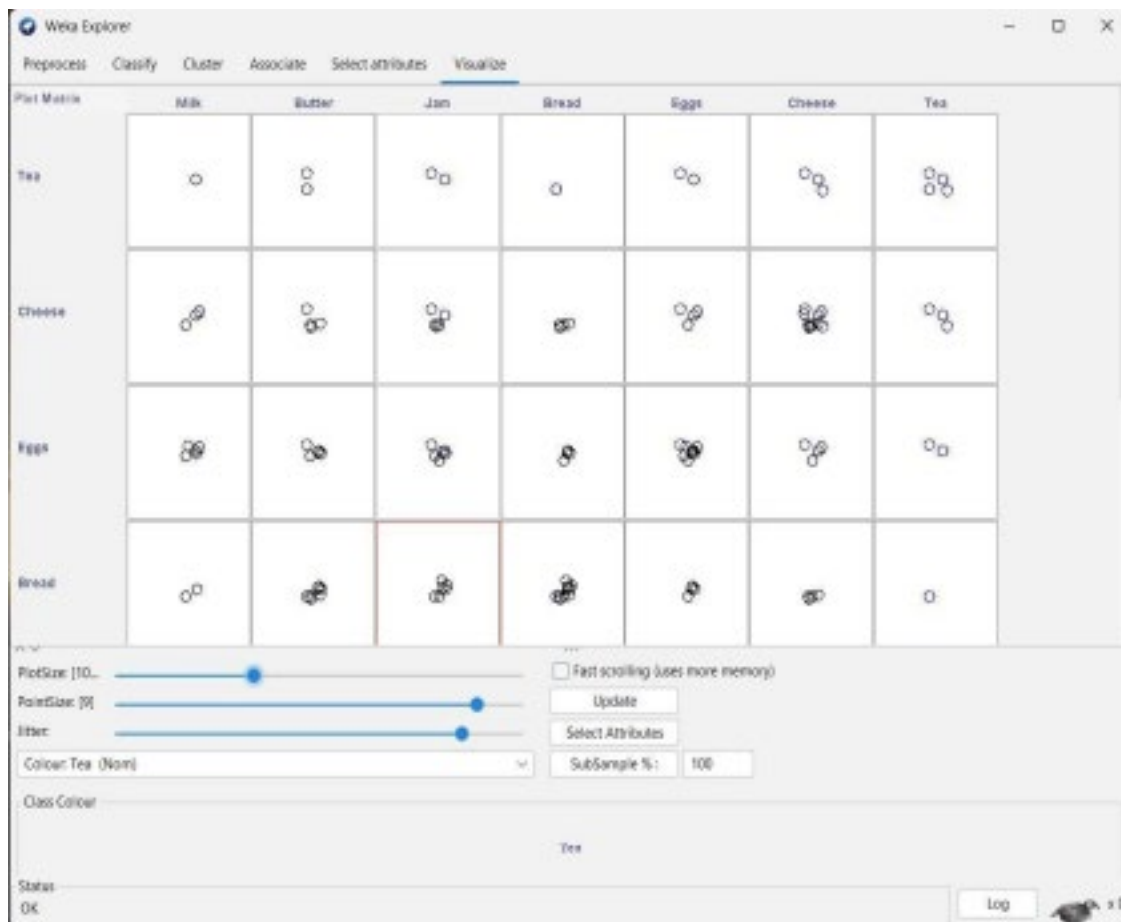 Weka Explorer
Preprocess Classify Cluster Associate Select attributes Visualize
Plot Matrix Milk Butter Jam Bread Eggs Cheese Tea
Tea
Cheese
Eggs
Bread
PlotSize: [10...
Fast scrolling (uses more memory)
PointSize: [9]
Update
Jitter:
Select Attributes
Colour: Tea (Nom)
SubSample % : 100
Class Colour
Status
OK
Log